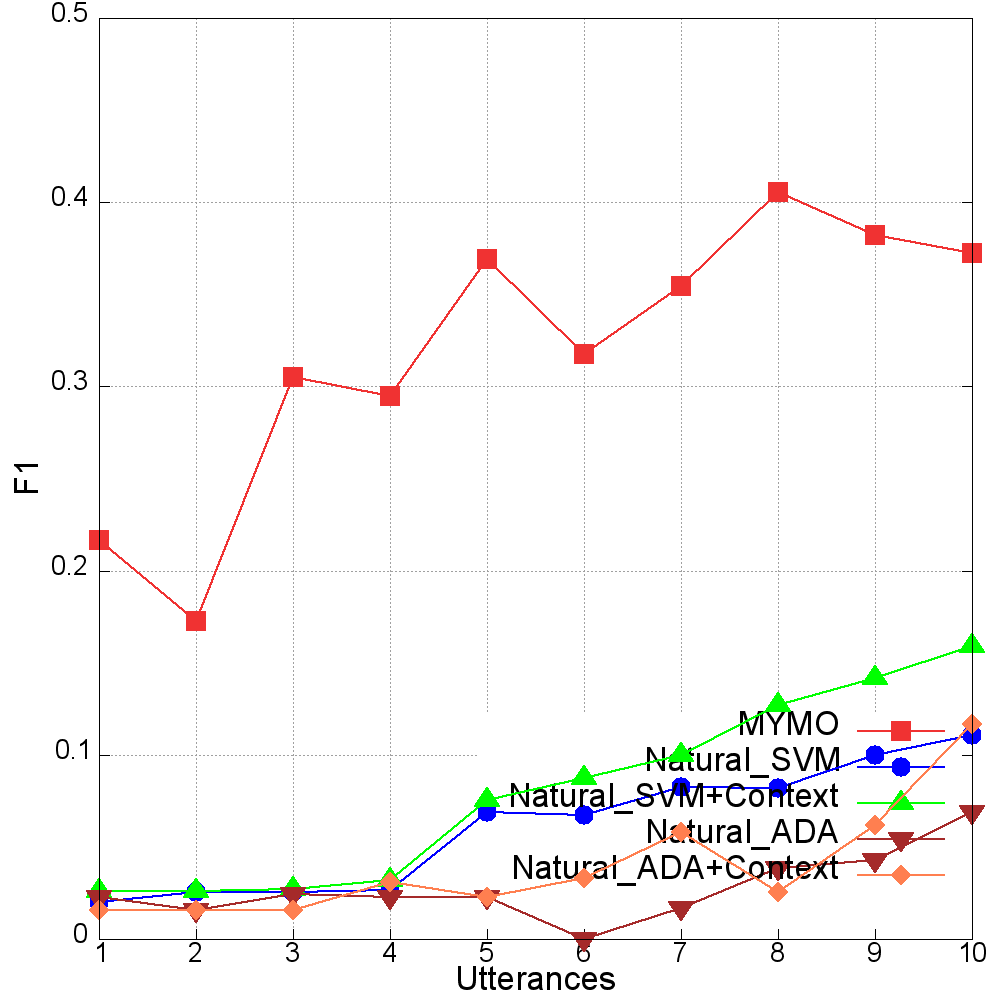 0.5
0.4
0.3
0.2
0.1
0
F1
MYMO
Natural_SVM
Natural_SVM+Context
Natural_ADA
Natural_ADA+Context
1 2 3 4 5 6 7 8 9 10
Utterances